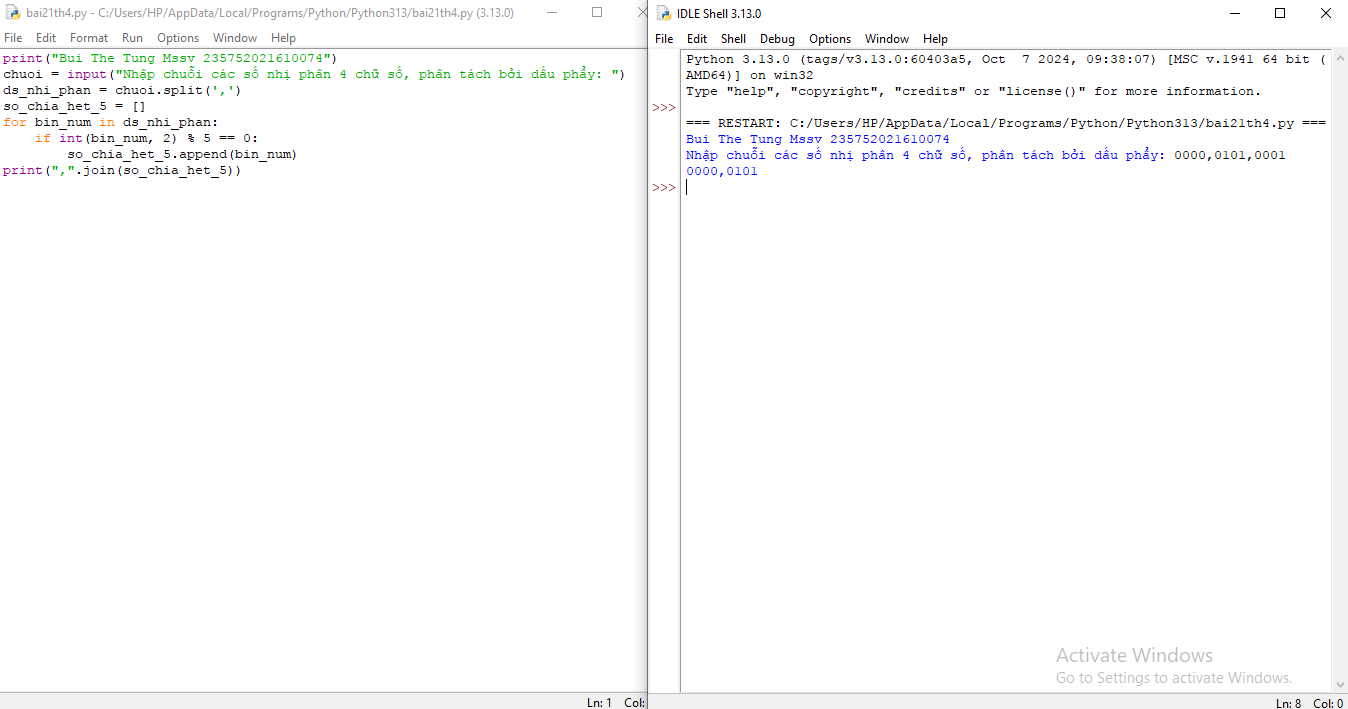 bai21th4.py - C:/Users/HP/AppData/Local/Programs/Python/Python313/bai21th4.py (3.13.0)
File Edit Format Run Options Window Help
print("Bui The Tung Mssv 235752021610074")
chuoi = input("Nhập chuỗi các số nhị phân 4 chữ số, phân tách bởi dấu phẩy: ")
ds_nhi_phan = chuoi.split(',')
so_chia_het_5 = []
for bin_num in ds_nhi_phan:
    if int(bin_num, 2) % 5 == 0:
        so_chia_het_5.append(bin_num)
print(",".join(so_chia_het_5))
Ln: 1 Col:
IDLE Shell 3.13.0
File Edit Shell Debug Options Window Help
Python 3.13.0 (tags/v3.13.0:60403a5, Oct  7 2024, 09:38:07) [MSC v.1941 64 bit (
AMD64)] on win32
Type "help", "copyright", "credits" or "license()" for more information.
>>>
=== RESTART: C:/Users/HP/AppData/Local/Programs/Python/Python313/bai21th4.py ===
Bui The Tung Mssv 235752021610074
Nhập chuỗi các số nhị phân 4 chữ số, phân tách bởi dấu phẩy: 0000,0101,0001
0000,0101
>>>
Activate Windows
Go to Settings to activate Windows.
Ln: 8 Col: 0